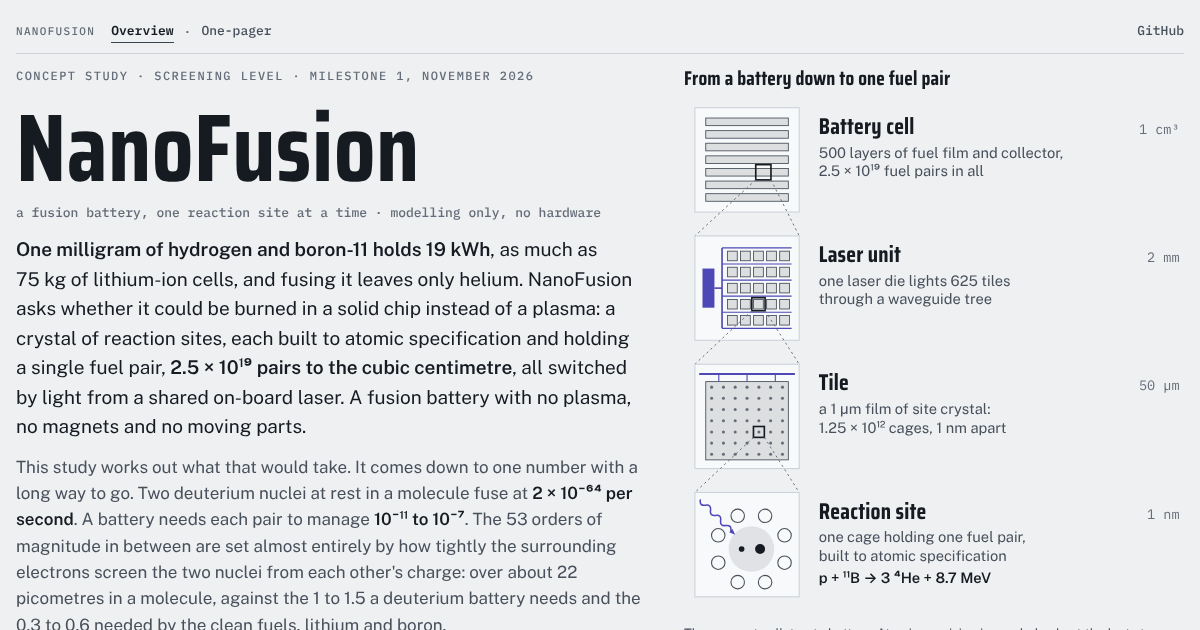 NANOFUSION Overview · One-pager GitHub
CONCEPT STUDY · SCREENING LEVEL · MILESTONE 1, NOVEMBER 2026
NanoFusion
a fusion battery, one reaction site at a time · modelling only, no hardware
One milligram of hydrogen and boron-11 holds 19 kWh, as much as
75 kg of lithium-ion cells, and fusing it leaves only helium. NanoFusion
asks whether it could be burned in a solid chip instead of a plasma: a
crystal of reaction sites, each built to atomic specification and holding
a single fuel pair, 2.5 × 10¹⁹ pairs to the cubic centimetre, all switched
by light from a shared on-board laser. A fusion battery with no plasma,
no magnets and no moving parts.
This study works out what that would take. It comes down to one number with a
long way to go. Two deuterium nuclei at rest in a molecule fuse at 2 × 10⁻⁶⁴ per
second. A battery needs each pair to manage 10⁻¹¹ to 10⁻⁷. The 53 orders of
magnitude in between are set almost entirely by how tightly the surrounding
electrons screen the two nuclei from each other's charge: over about 22
picometres in a molecule, against the 1 to 1.5 a deuterium battery needs and the
0.3 to 0.6 needed by the clean fuels, lithium and boron.
From a battery down to one fuel pair
Battery cell 1 cm³
500 layers of fuel film and collector,
2.5 × 10¹⁹ fuel pairs in all
Laser unit 2 mm
one laser die lights 625 tiles
through a waveguide tree
Tile 50 µm
a 1 µm film of site crystal:
1.25 × 10¹² cages, 1 nm apart
Reaction site 1 nm
one cage holding one fuel pair,
built to atomic specification
p + ¹¹B → 3 ⁴He + 8.7 MeV